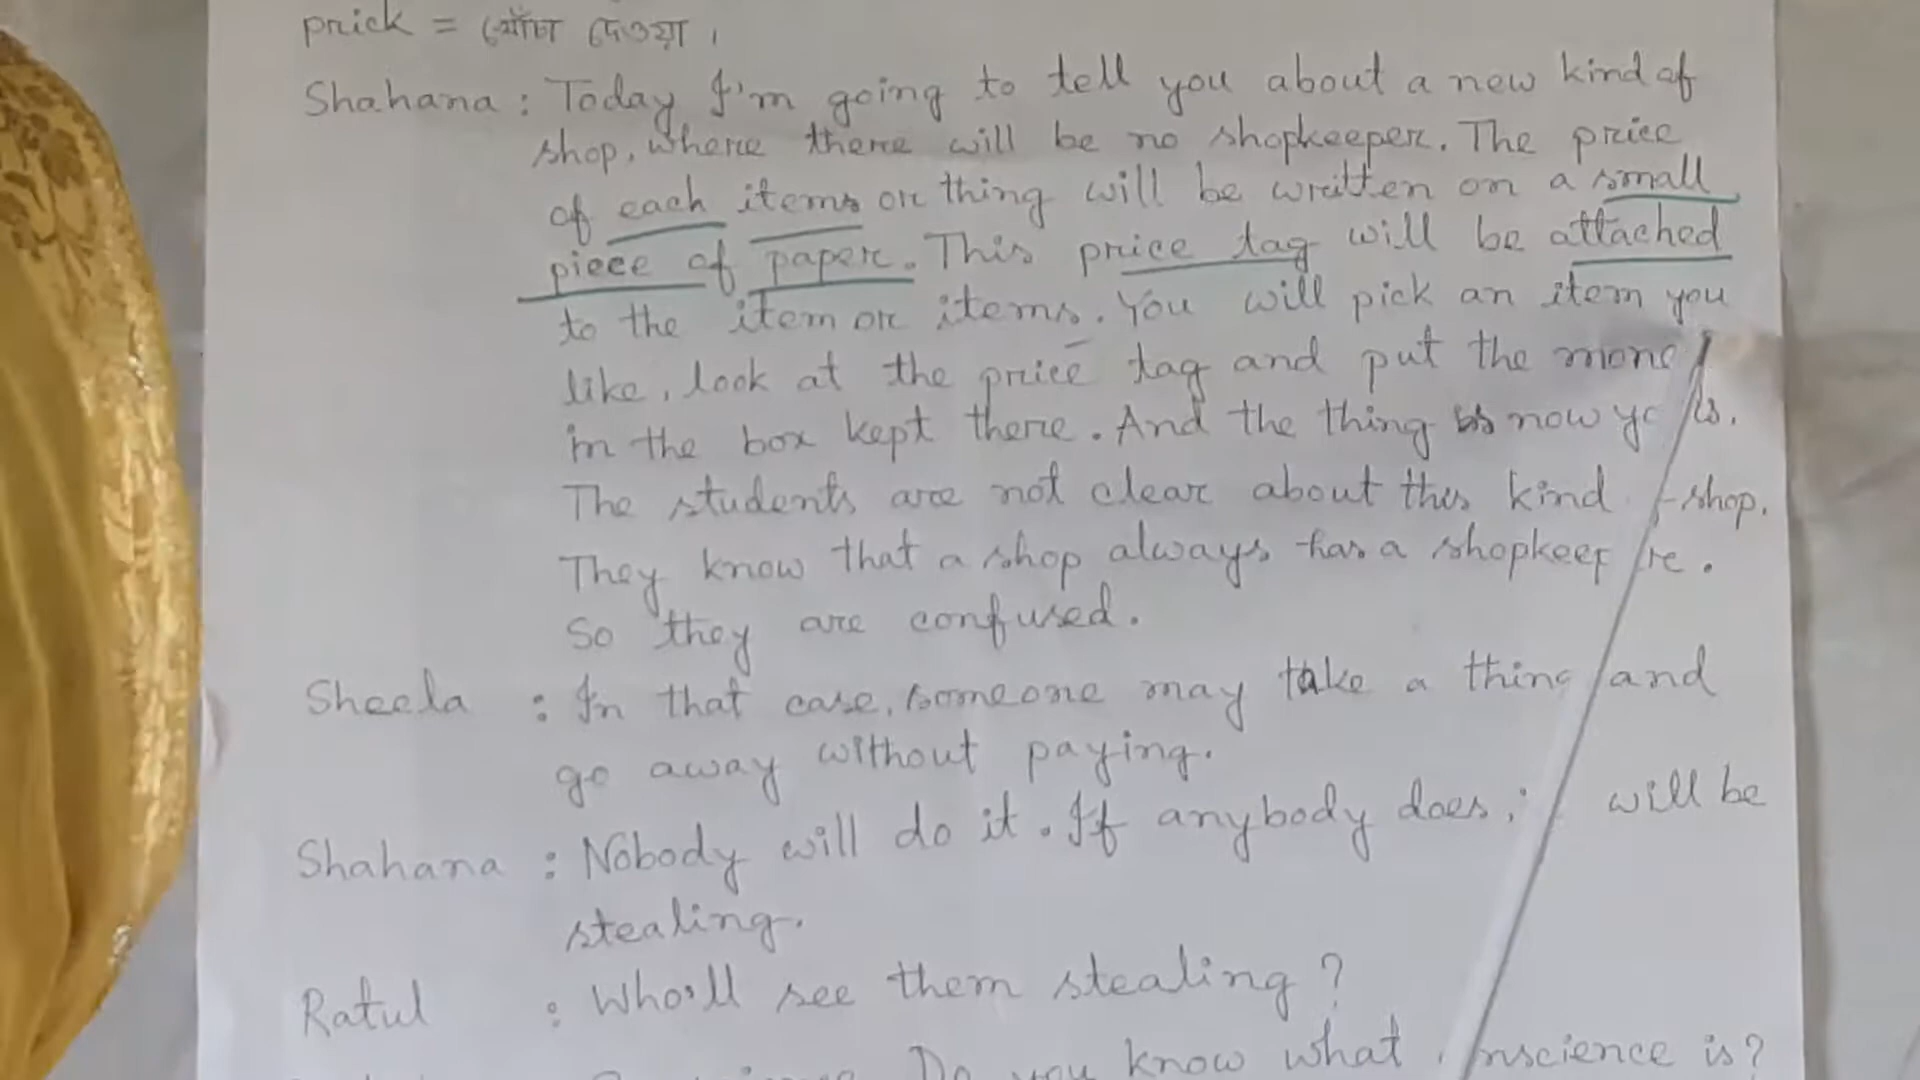 prick = খোঁচা দেওয়া।
Shahana : Today I'm going to tell you about a new kind of
shop, where there will be no shopkeeper. The price
of each items or thing will be written on a small
piece of paper. This price tag will be attached
to the item or items. You will pick an item you
like, look at the price tag and put the mone
in the box kept there. And the thing is now
The students are not clear about this kind shop.
They know that a shop always has a
So they are confused.
Sheela : In that case, someone may take a thing and
go away without paying.
Shahana : Nobody will do it. If anybody does, will be
stealing.
Ratul : Who'll see them stealing?
Do you know what is?